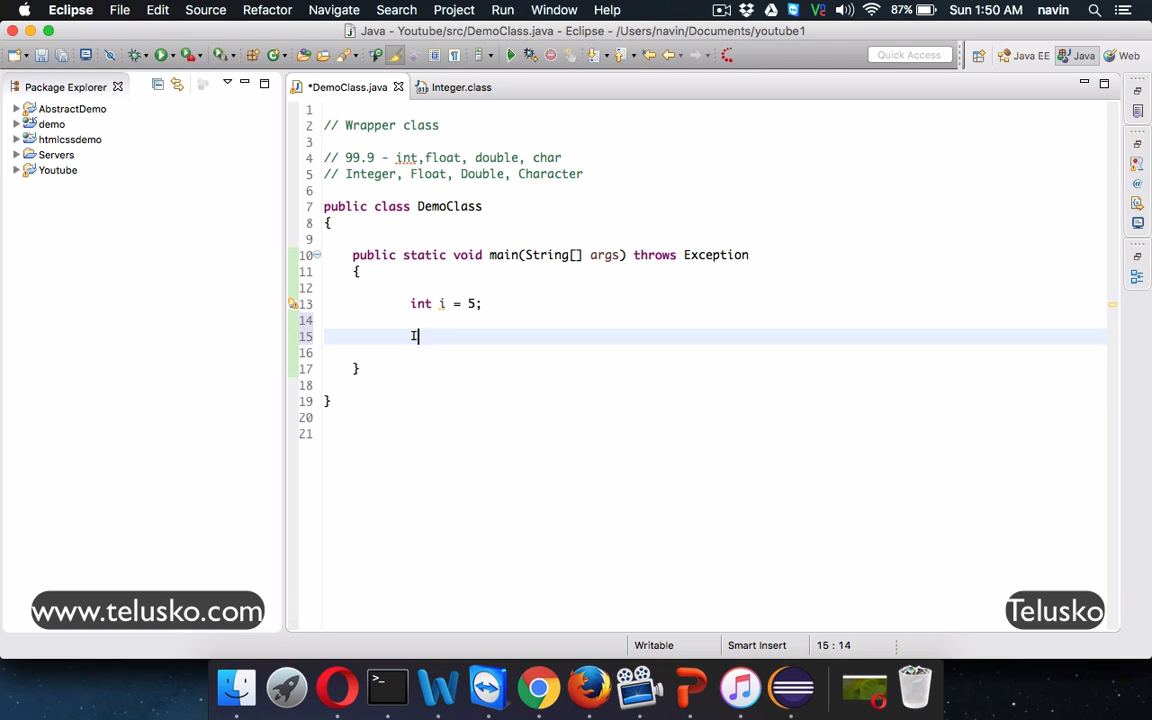 Eclipse File Edit Source Refactor Navigate Search Project Run Window Help 87% Sun 1:50 AM navin
Java - Youtube/src/DemoClass.java - Eclipse - /Users/navin/Documents/youtube1
Quick Access Java EE Java Web
Package Explorer
AbstractDemo
demo
htmlcssdemo
Servers
Youtube
*DemoClass.java Integer.class
1
2 // Wrapper class
3
4 // 99.9 - int,float, double, char
5 // Integer, Float, Double, Character
6
7 public class DemoClass
8 {
9
10 public static void main(String[] args) throws Exception
11 {
12
13 int i = 5;
14
15 I
16
17 }
18
19 }
20
21
www.telusko.com
Telusko
Writable Smart Insert 15 : 14